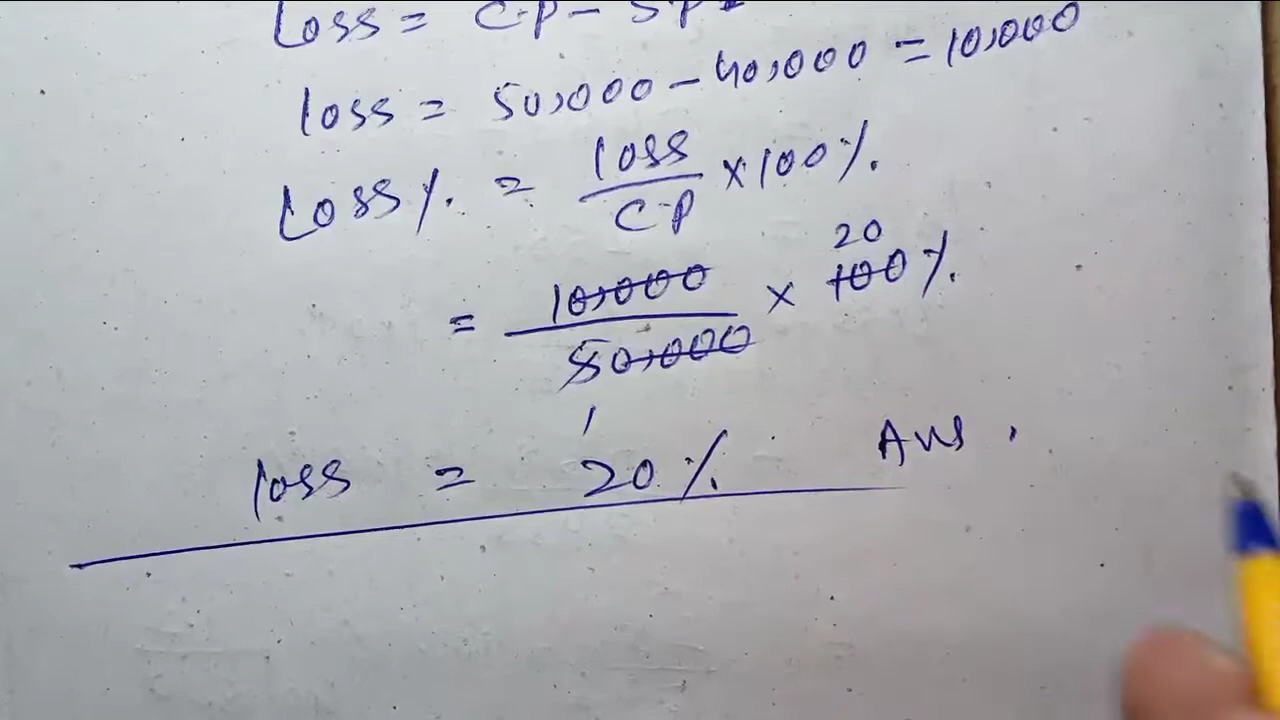 Loss = C.P - S.P
loss = 50,000 - 40,000 = 10,000
Loss %. = loss / C.P × 100 %.
20
= 10,000 / 50,000 × 100 %.
1
loss = 20 % Ans.